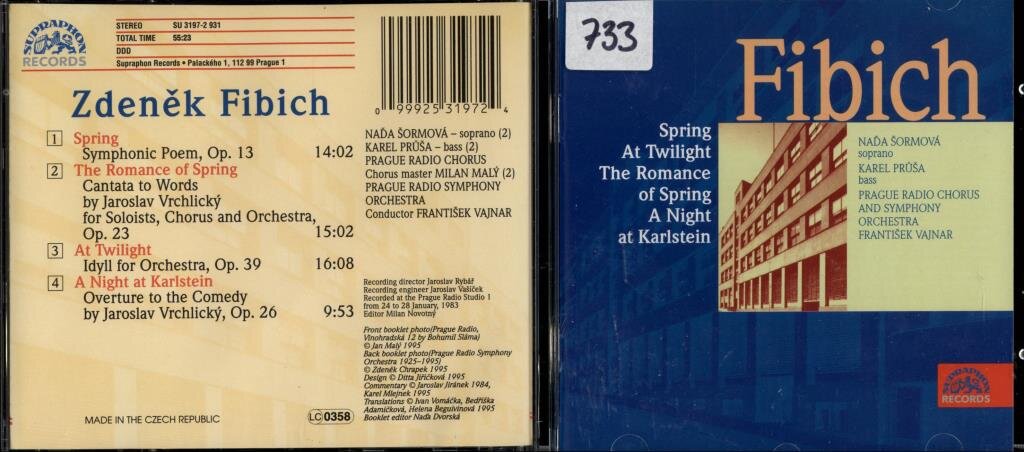 SUPRAPHON
RECORDS
STEREO SU 3197-2 931
TOTAL TIME 55:23
DDD
Supraphon Records • Palackého 1, 112 99 Prague 1
0 99925 31972 4
Zdeněk Fibich
1 Spring
Symphonic Poem, Op. 13 14:02
2 The Romance of Spring
Cantata to Words
by Jaroslav Vrchlický
for Soloists, Chorus and Orchestra,
Op. 23 15:02
3 At Twilight
Idyll for Orchestra, Op. 39 16:08
4 A Night at Karlstein
Overture to the Comedy
by Jaroslav Vrchlický, Op. 26 9:53
NAĎA ŠORMOVÁ – soprano (2)
KAREL PRŮŠA – bass (2)
PRAGUE RADIO CHORUS
Chorus master MILAN MALÝ (2)
PRAGUE RADIO SYMPHONY
ORCHESTRA
Conductor FRANTIŠEK VAJNAR
Recording director Jaroslav Rybář
Recording engineer Jaroslav Vašíček
Recorded at the Prague Radio Studio 1
from 24 to 28 January, 1983
Editor Milan Novotný
Front booklet photo(Prague Radio,
Vinohradská 12 by Bohumil Sláma)
© Jan Malý 1995
Back booklet photo(Prague Radio Symphony
Orchestra 1925–1995)
© Zdeněk Chrapek 1995
Design © Ditta Jiříčková 1995
Commentary © Jaroslav Jiránek 1984,
Karel Mlejnek 1995
Translations © Ivan Vomáčka, Bedřiška
Adamičková, Helena Beguivinová 1995
Booklet editor Naďa Dvorská
MADE IN THE CZECH REPUBLIC
LC 0358
733
Fibich
Spring
At Twilight
The Romance
of Spring
A Night
at Karlstein
NAĎA ŠORMOVÁ
soprano
KAREL PRŮŠA
bass
PRAGUE RADIO CHORUS
AND SYMPHONY
ORCHESTRA
FRANTIŠEK VAJNAR
SUPRAPHON
RECORDS